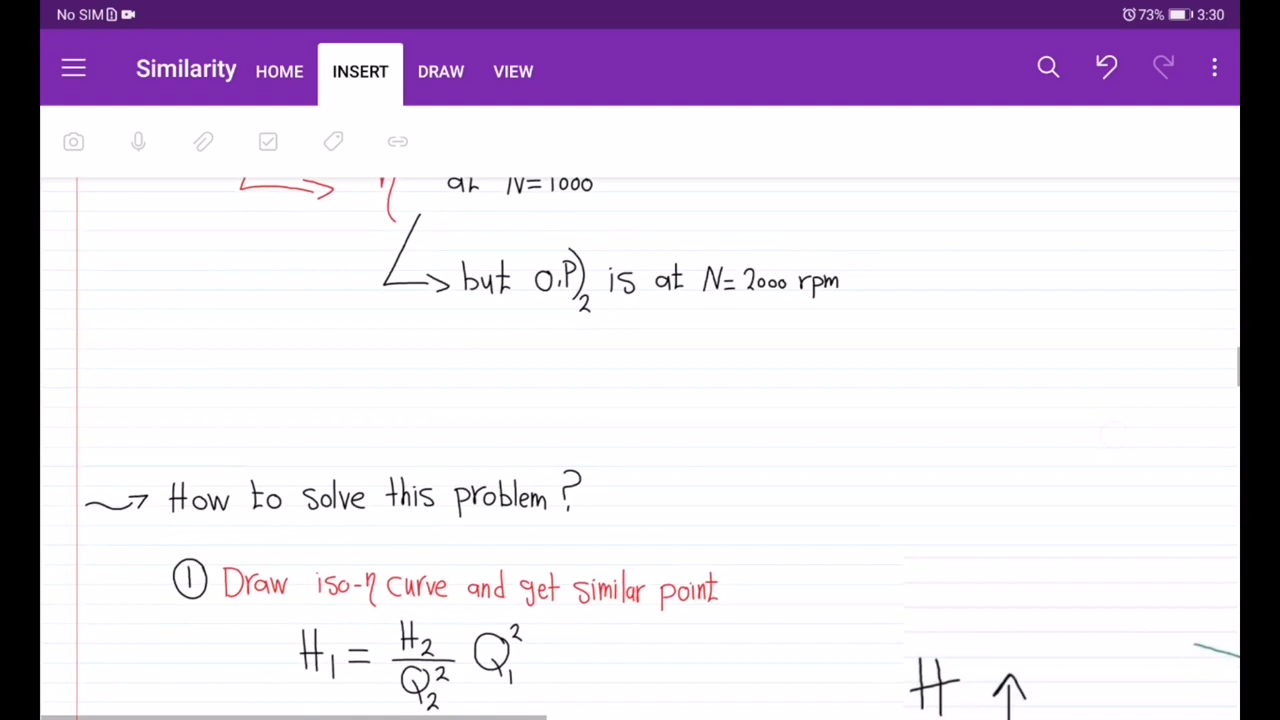 No SIM 73% 3:30
Similarity HOME INSERT DRAW VIEW
η at N=1000
but O.P)2 is at N=2000 rpm
How to solve this problem?
① Draw iso-η curve and get similar point
H₁ = H₂/Q₂² Q₁²
H